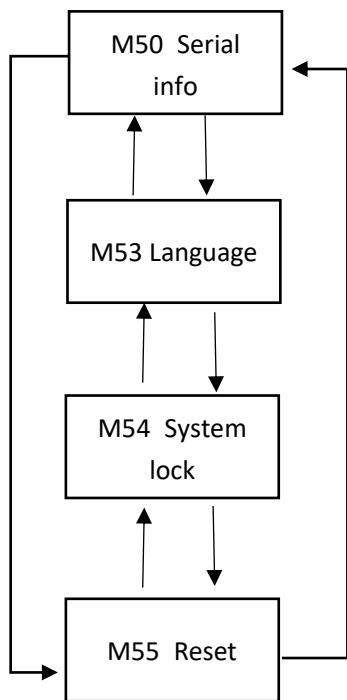 M50 Serial
info
M53 Language
M54 System
lock
M55 Reset